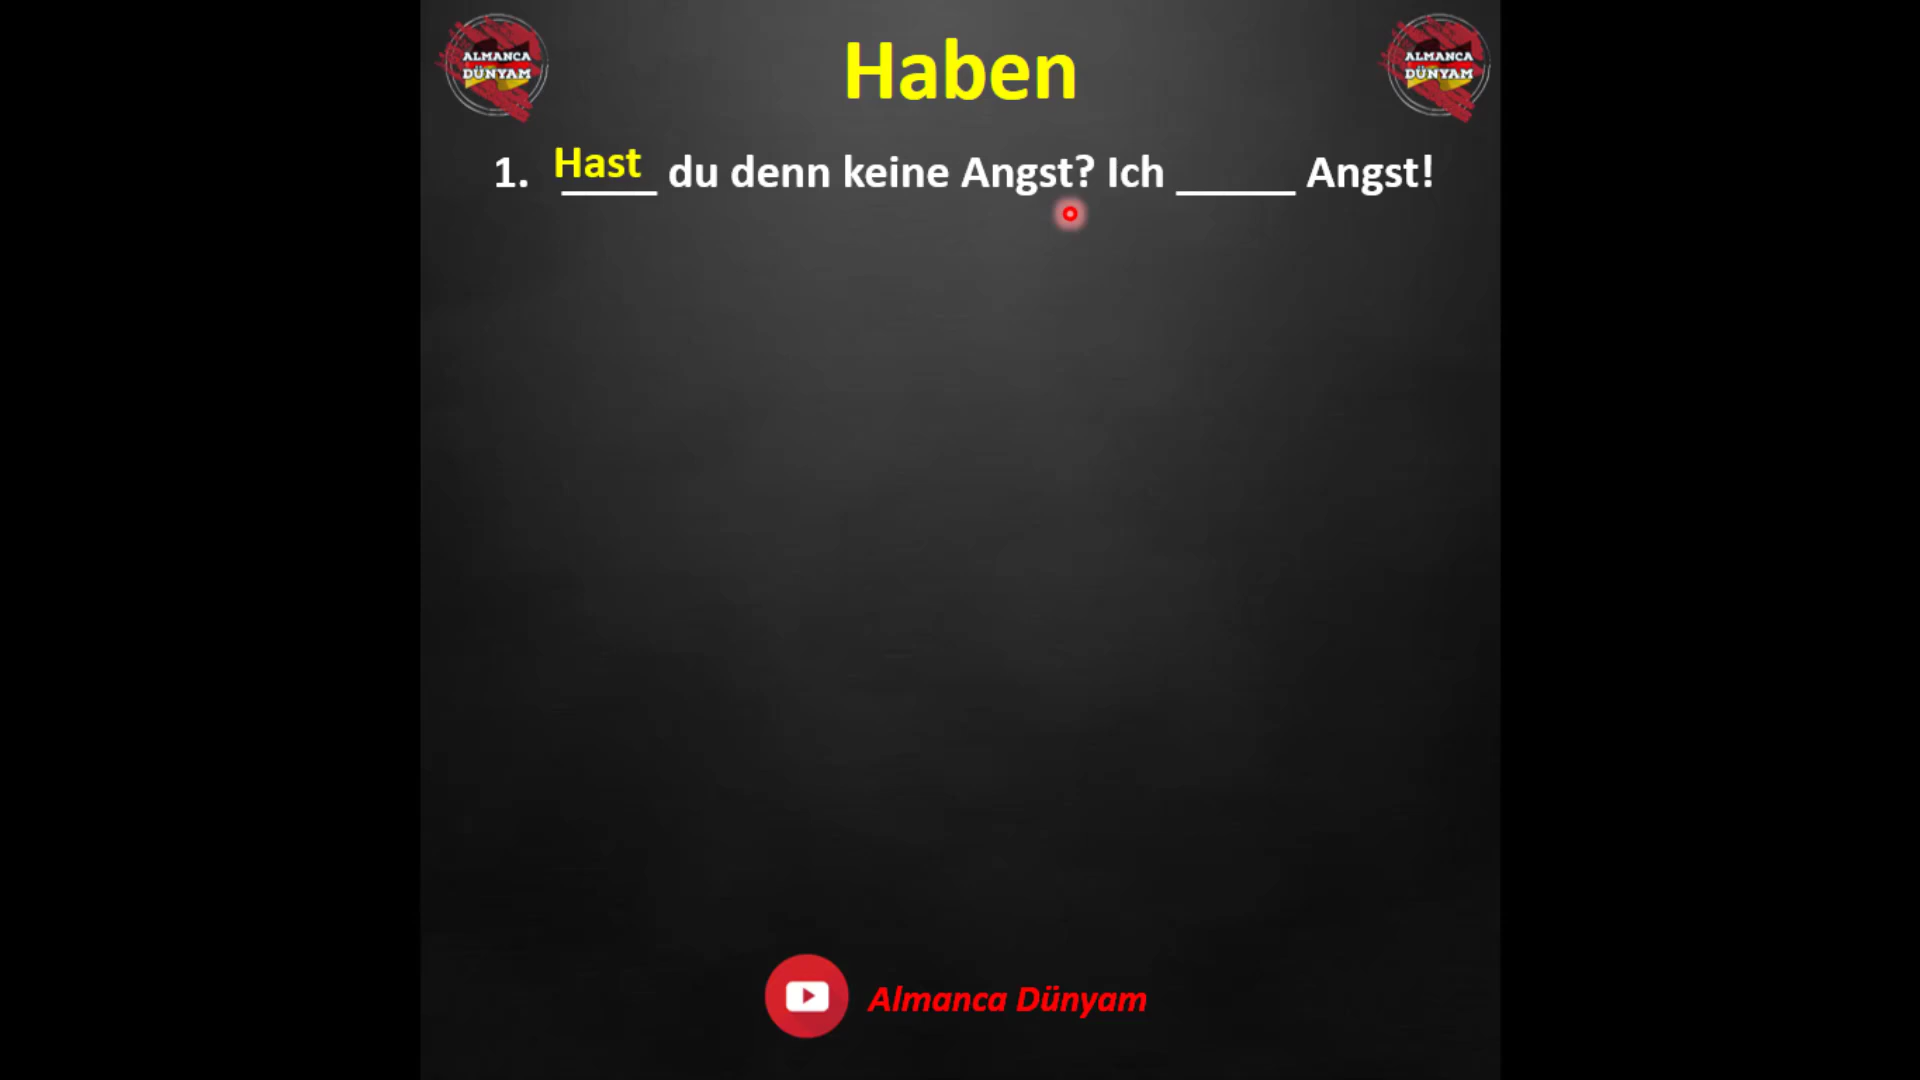 ALMANCA
DÜNYAM
Haben
ALMANCA
DÜNYAM
1. Hast du denn keine Angst? Ich _____ Angst!
Almanca Dünyam